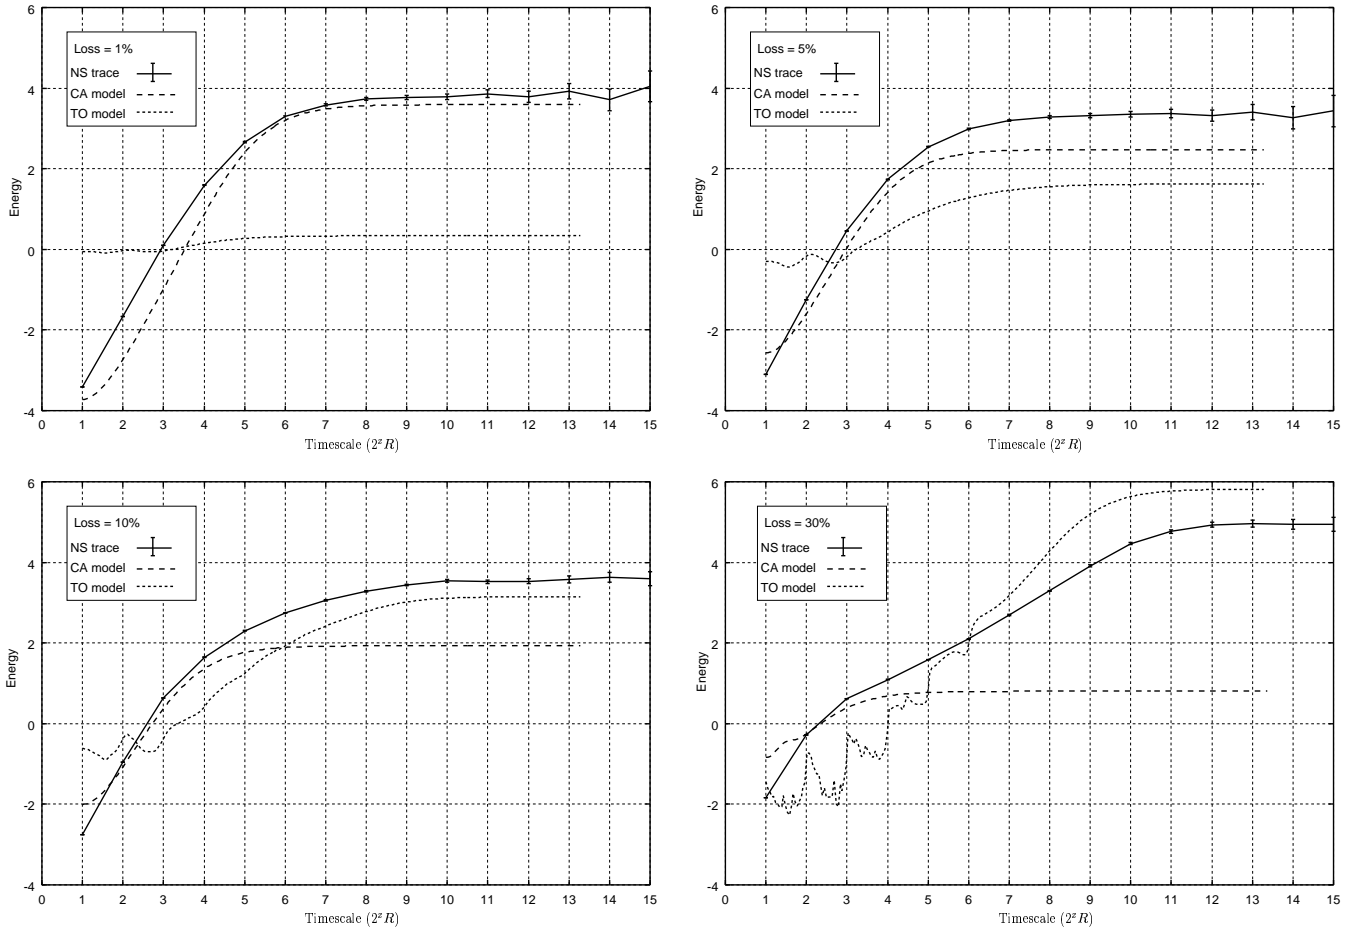 6
4
2
0
-2
-4
Energy
Loss = 1%
NS trace
CA model
TO model
0 1 2 3 4 5 6 7 8 9 10 11 12 13 14 15
Timescale (2^x R)
6
4
2
0
-2
-4
Energy
Loss = 5%
NS trace
CA model
TO model
0 1 2 3 4 5 6 7 8 9 10 11 12 13 14 15
Timescale (2^x R)
6
4
2
0
-2
-4
Energy
Loss = 10%
NS trace
CA model
TO model
0 1 2 3 4 5 6 7 8 9 10 11 12 13 14 15
Timescale (2^x R)
6
4
2
0
-2
-4
Energy
Loss = 30%
NS trace
CA model
TO model
0 1 2 3 4 5 6 7 8 9 10 11 12 13 14 15
Timescale (2^x R)